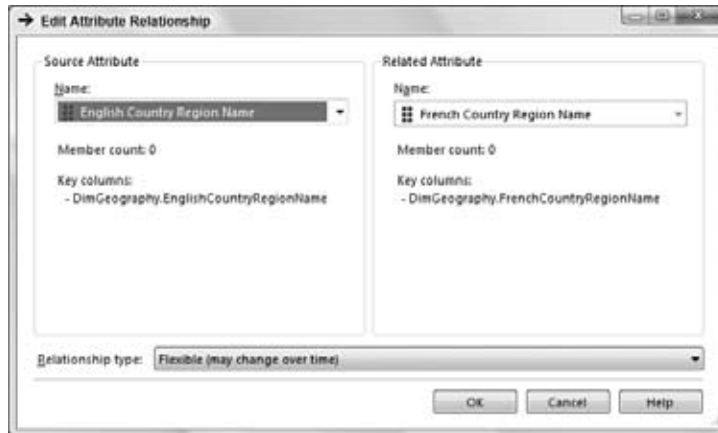 Edit Attribute Relationship
Source Attribute
Name:
English Country Region Name
Member count: 0
Key columns:
- DimGeography.EnglishCountryRegionName
Related Attribute
Name:
French Country Region Name
Member count: 0
Key columns:
- DimGeography.FrenchCountryRegionName
Relationship type: Flexible (may change over time)
OK Cancel Help